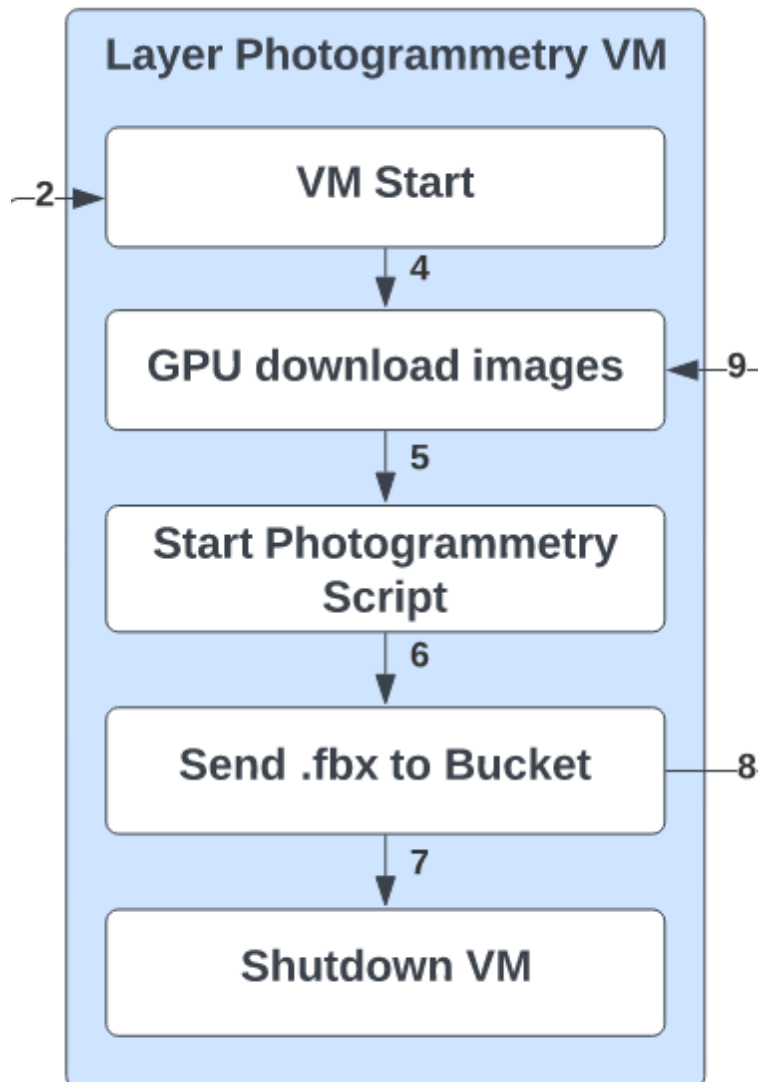 Layer Photogrammetry VM
VM Start
2
4
GPU download images
9
5
Start Photogrammetry
Script
6
Send .fbx to Bucket
8
7
Shutdown VM